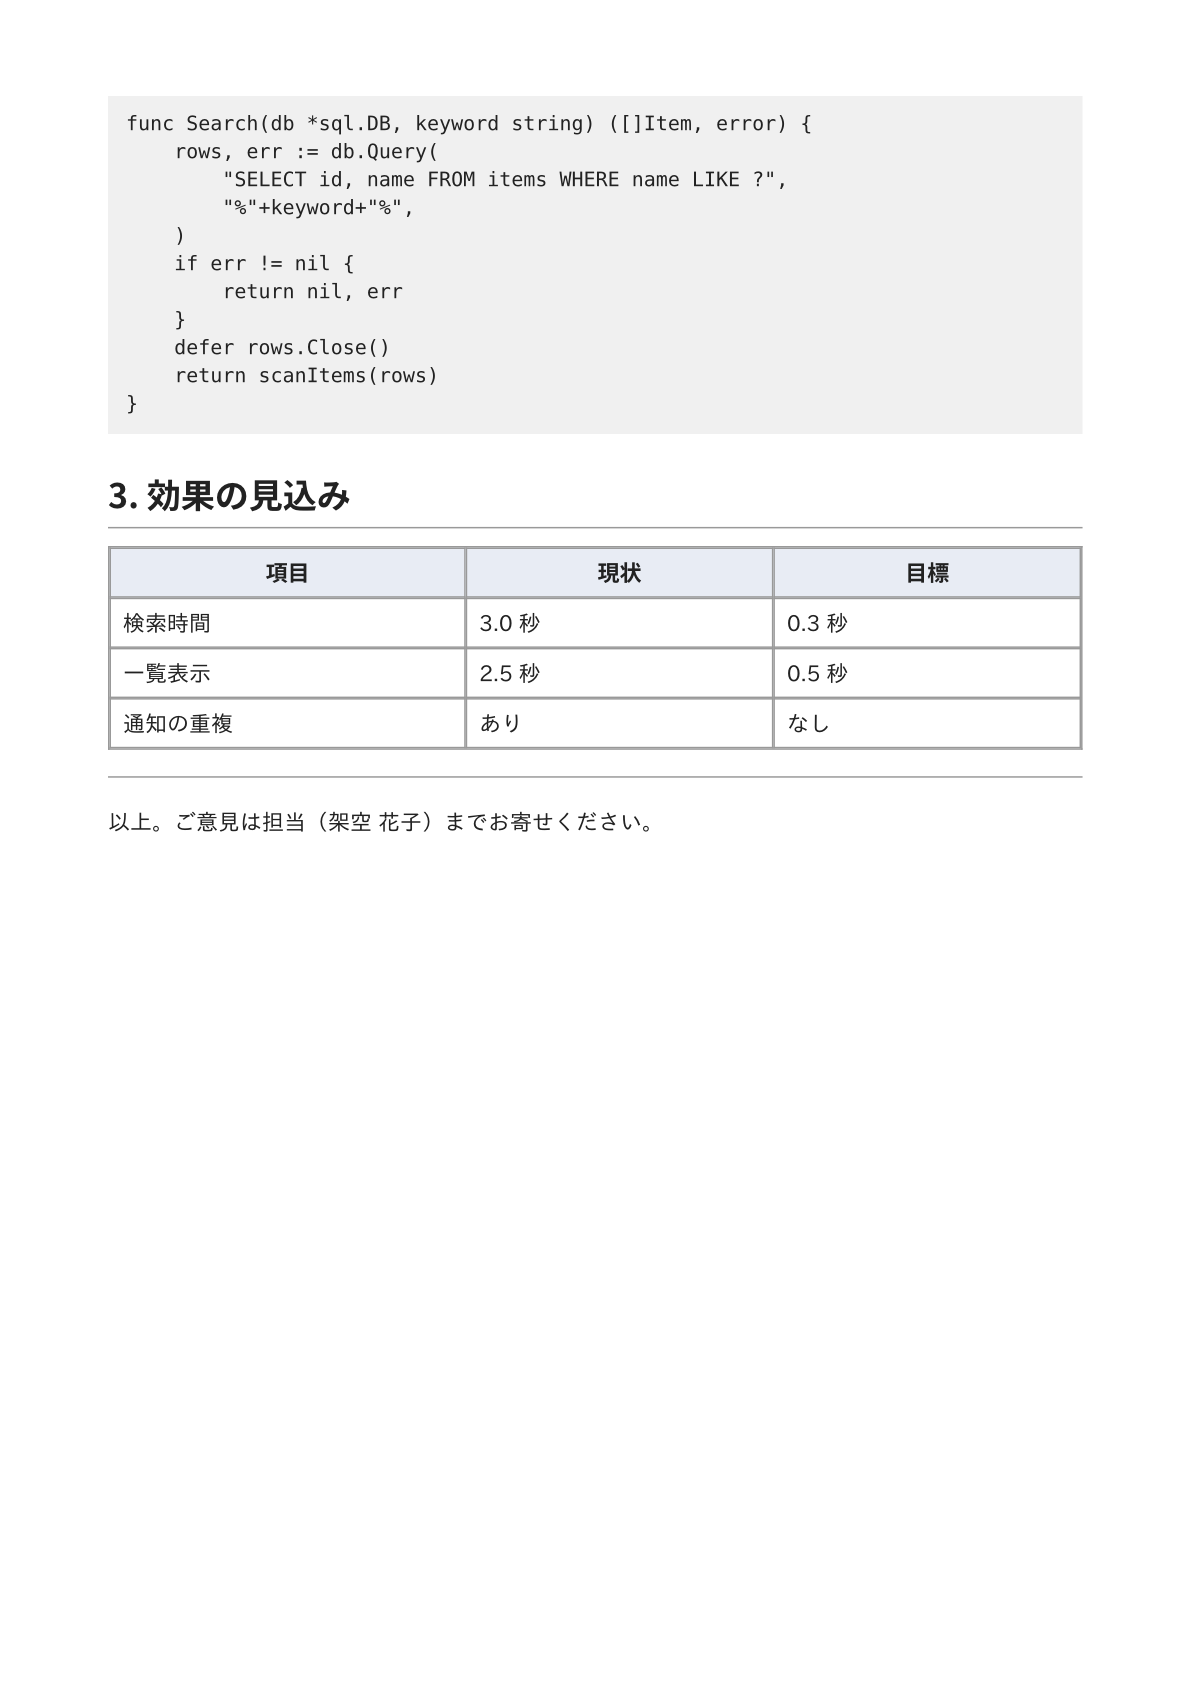 func Search(db *sql.DB, keyword string) ([]Item, error) {
    rows, err := db.Query(
        "SELECT id, name FROM items WHERE name LIKE ?",
        "%"+keyword+"%",
    )
    if err != nil {
        return nil, err
    }
    defer rows.Close()
    return scanItems(rows)
}
3. 効果の見込み
項目 現状 目標
検索時間 3.0 秒 0.3 秒
一覧表示 2.5 秒 0.5 秒
通知の重複 あり なし
以上。ご意見は担当（架空 花子）までお寄せください。